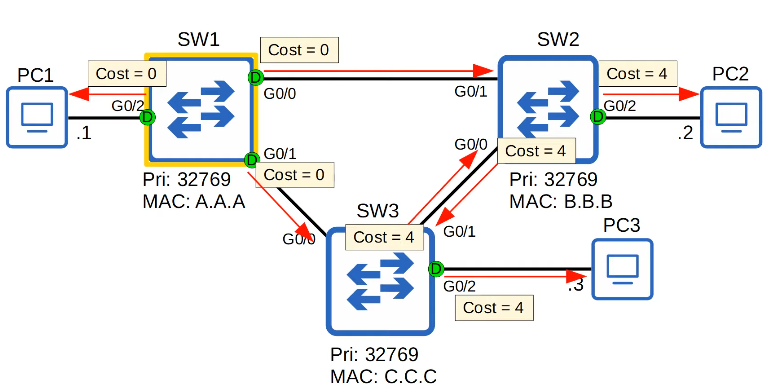 SW1
Cost = 0
SW2
PC1
Cost = 0
Cost = 4
PC2
G0/2
D
D
G0/0
G0/1
D
G0/2
.1
.2
G0/0
D
G0/1
Cost = 4
Cost = 0
Pri: 32769
MAC: A.A.A
Pri: 32769
MAC: B.B.B
SW3
PC3
G0/0
Cost = 4
G0/1
D
G0/2
.3
Cost = 4
Pri: 32769
MAC: C.C.C